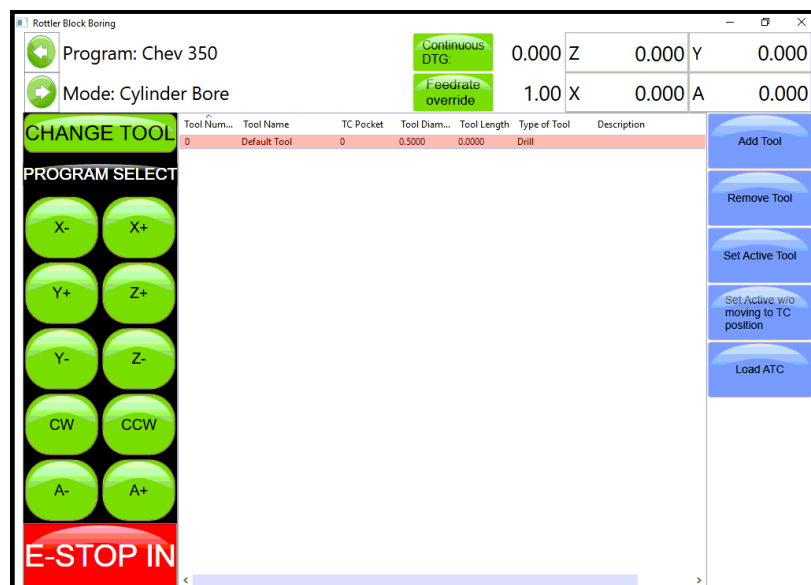 Rottler Block Boring
Program: Chev 350
Continuous DTG: 0.000 Z 0.000 Y 0.000
Mode: Cylinder Bore
Feedrate override 1.00 X 0.000 A 0.000
CHANGE TOOL
PROGRAM SELECT
X- X+
Y+ Z+
Y- Z-
CW CCW
A- A+
E-STOP IN
Tool Num... Tool Name TC Pocket Tool Diam... Tool Length Type of Tool Description
0 Default Tool 0 0.5000 0.0000 Drill
Add Tool
Remove Tool
Set Active Tool
Set Active w/o
moving to TC
position
Load ATC